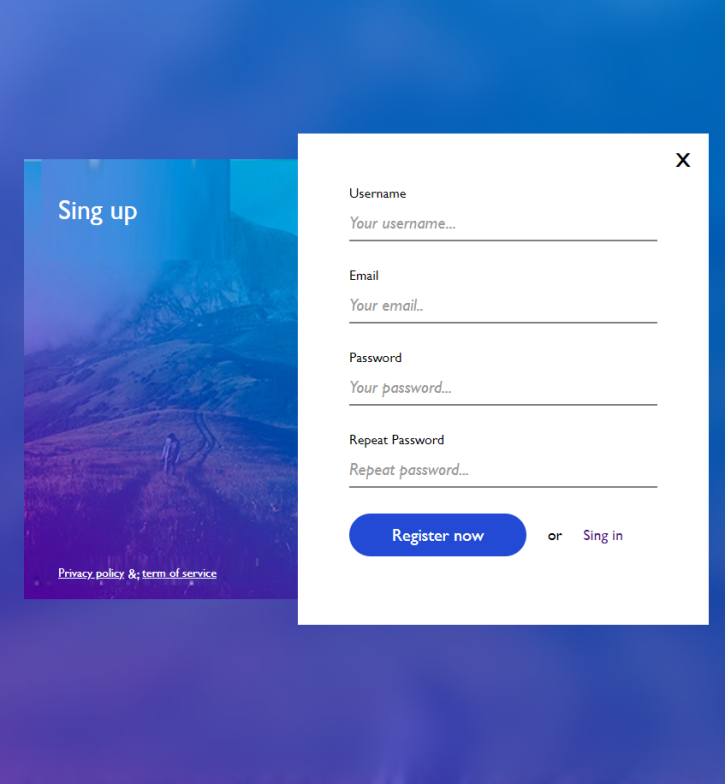 X
Sing up
Username
Your username...
Email
Your email..
Password
Your password...
Repeat Password
Repeat password...
Register now or Sing in
Privacy policy &; term of service